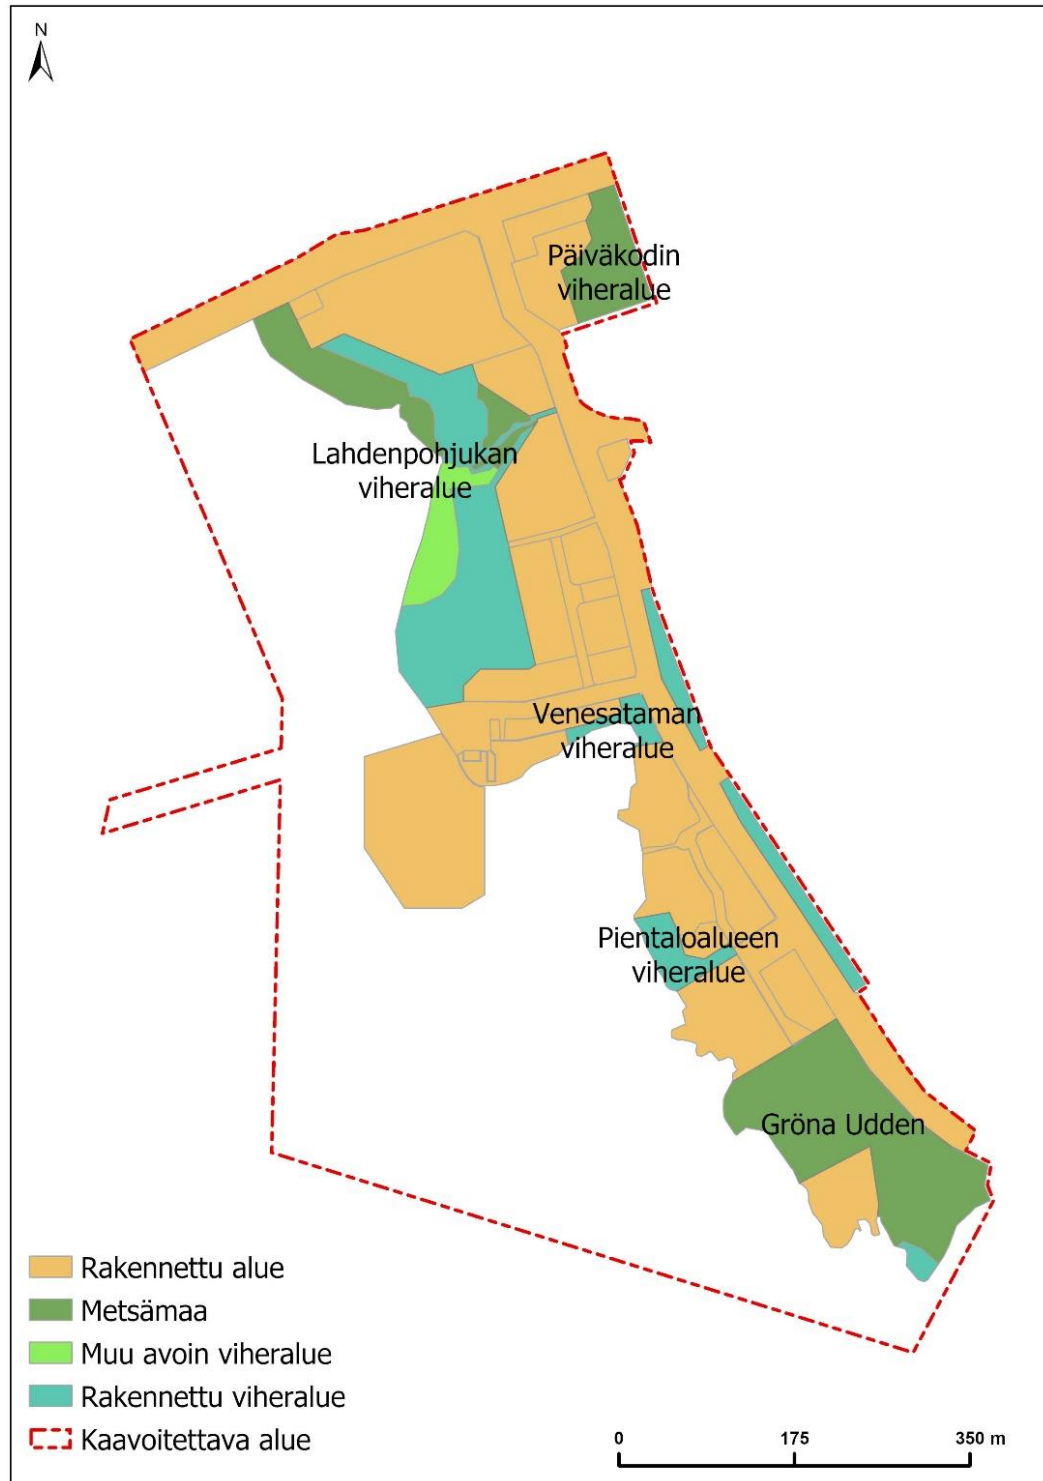 N
Päiväkodin
viheralue
Lahdenpohjukan
viheralue
Venesataman
viheralue
Pientaloalueen
viheralue
Gröna Udden
Rakennettu alue
Metsämaa
Muu avoin viheralue
Rakennettu viheralue
Kaavoitettava alue
0 175 350 m